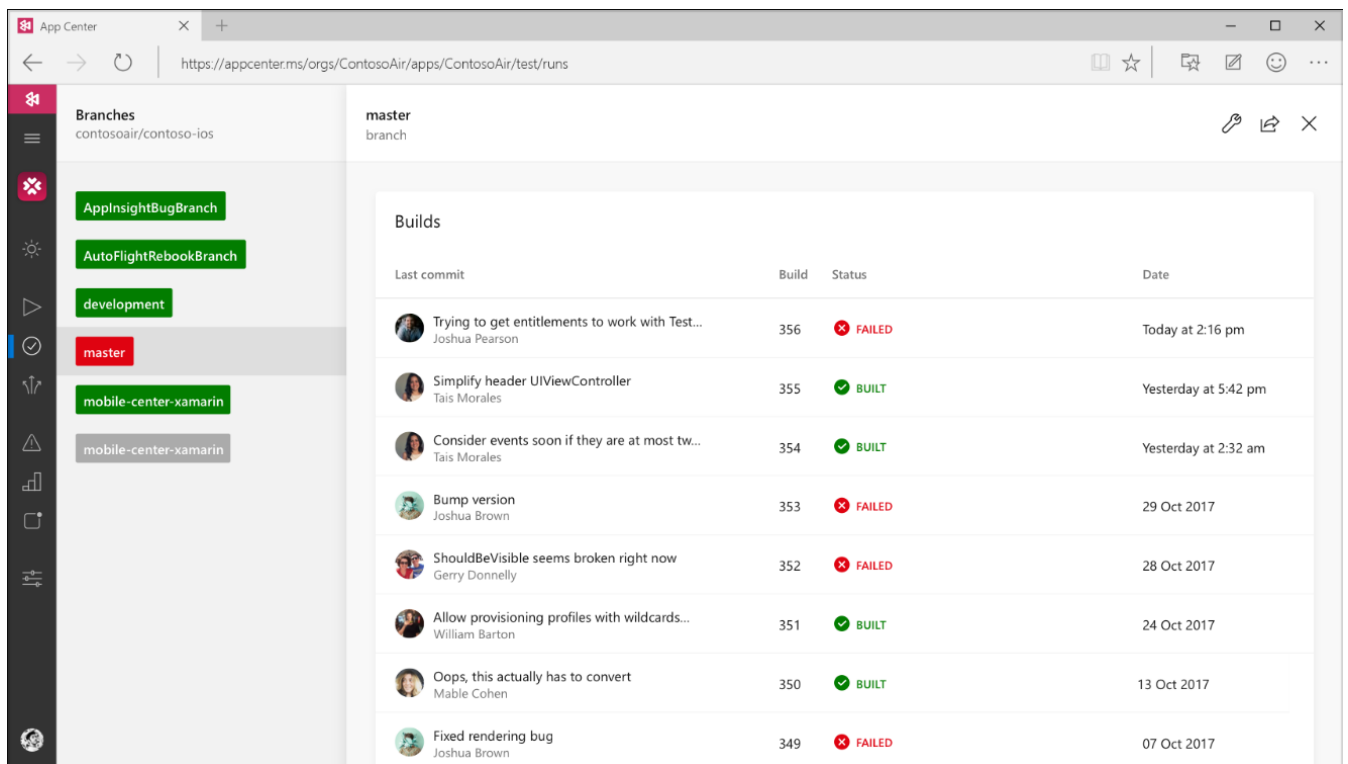 App Center
https://appcenter.ms/orgs/ContosoAir/apps/ContosoAir/test/runs
Branches
contosoair/contoso-ios
AppInsightBugBranch
AutoFlightRebookBranch
development
master
mobile-center-xamarin
mobile-center-xamarin
master
branch
Builds
Last commit Build Status Date
Trying to get entitlements to work with Test...
Joshua Pearson
356 FAILED Today at 2:16 pm
Simplify header UIViewController
Tais Morales
355 BUILT Yesterday at 5:42 pm
Consider events soon if they are at most tw...
Tais Morales
354 BUILT Yesterday at 2:32 am
Bump version
Joshua Brown
353 FAILED 29 Oct 2017
ShouldBeVisible seems broken right now
Gerry Donnelly
352 FAILED 28 Oct 2017
Allow provisioning profiles with wildcards...
William Barton
351 BUILT 24 Oct 2017
Oops, this actually has to convert
Mable Cohen
350 BUILT 13 Oct 2017
Fixed rendering bug
Joshua Brown
349 FAILED 07 Oct 2017